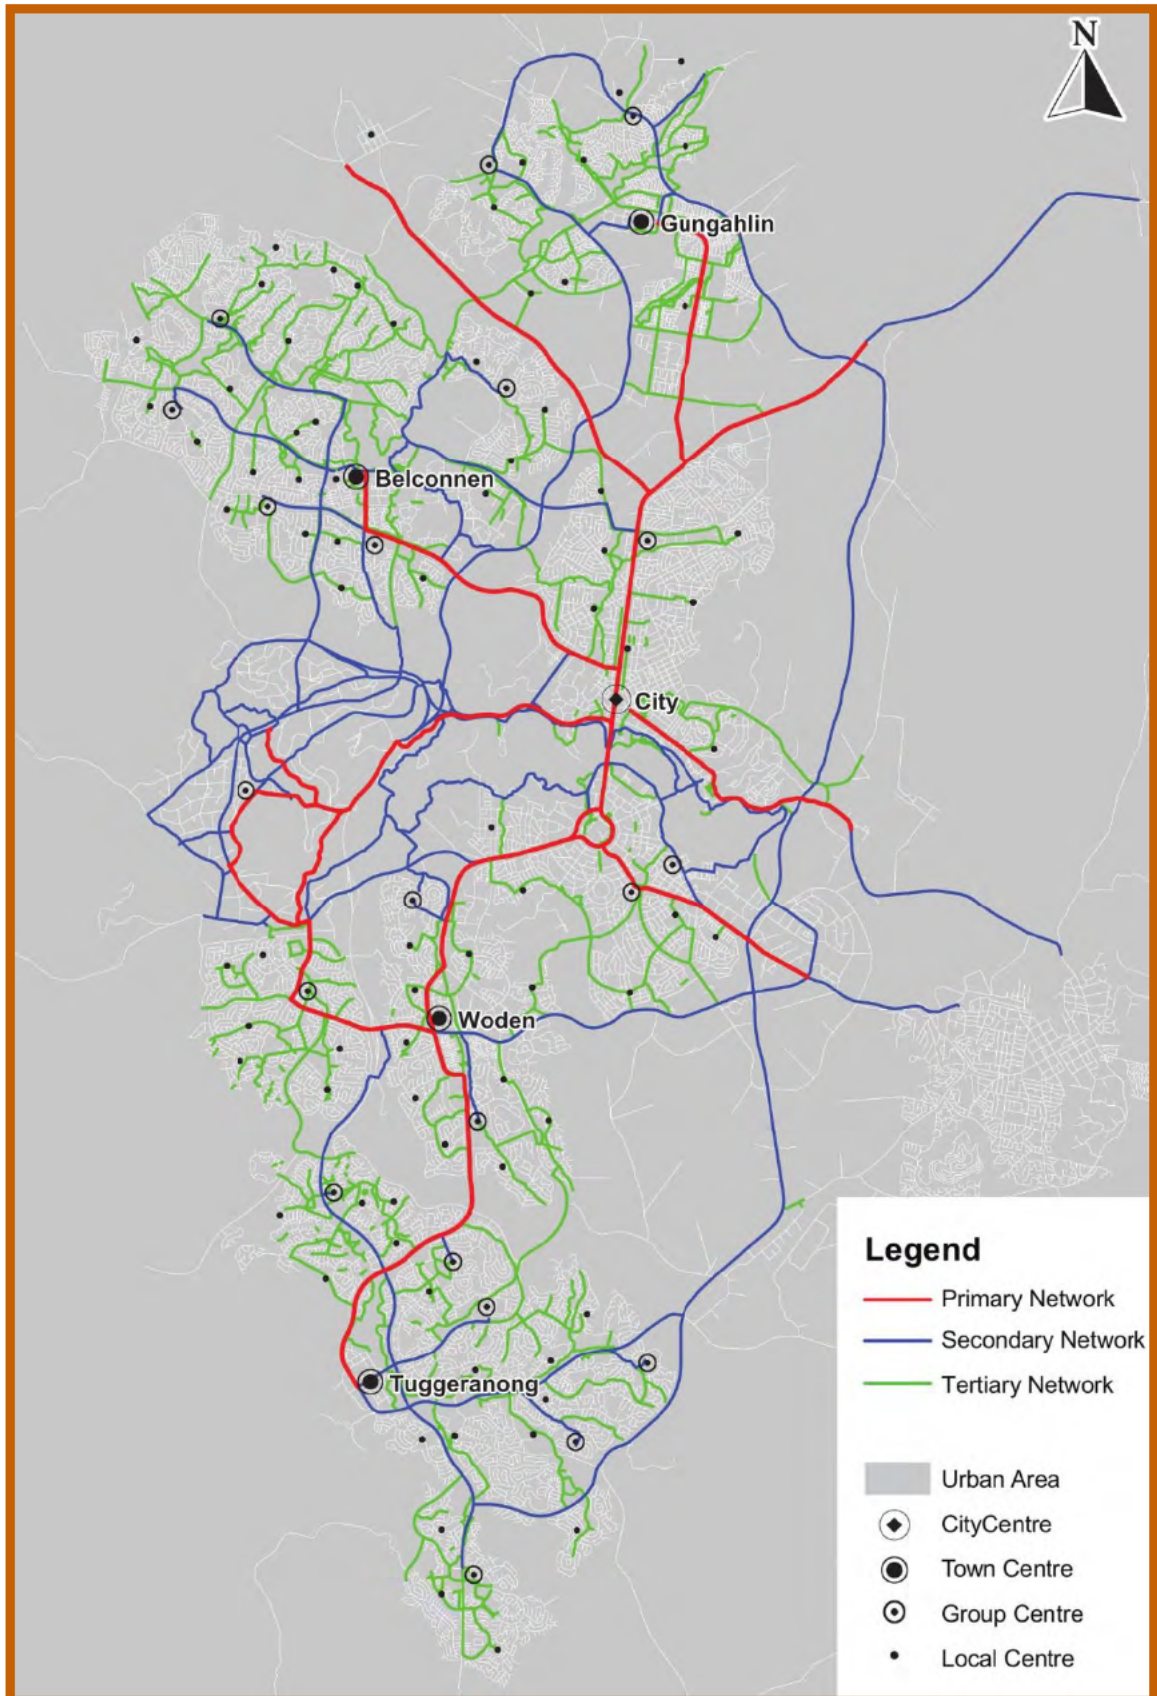 N
Gungahlin
Belconnen
City
Woden
Tuggeranong
Legend
Primary Network
Secondary Network
Tertiary Network
Urban Area
CityCentre
Town Centre
Group Centre
Local Centre